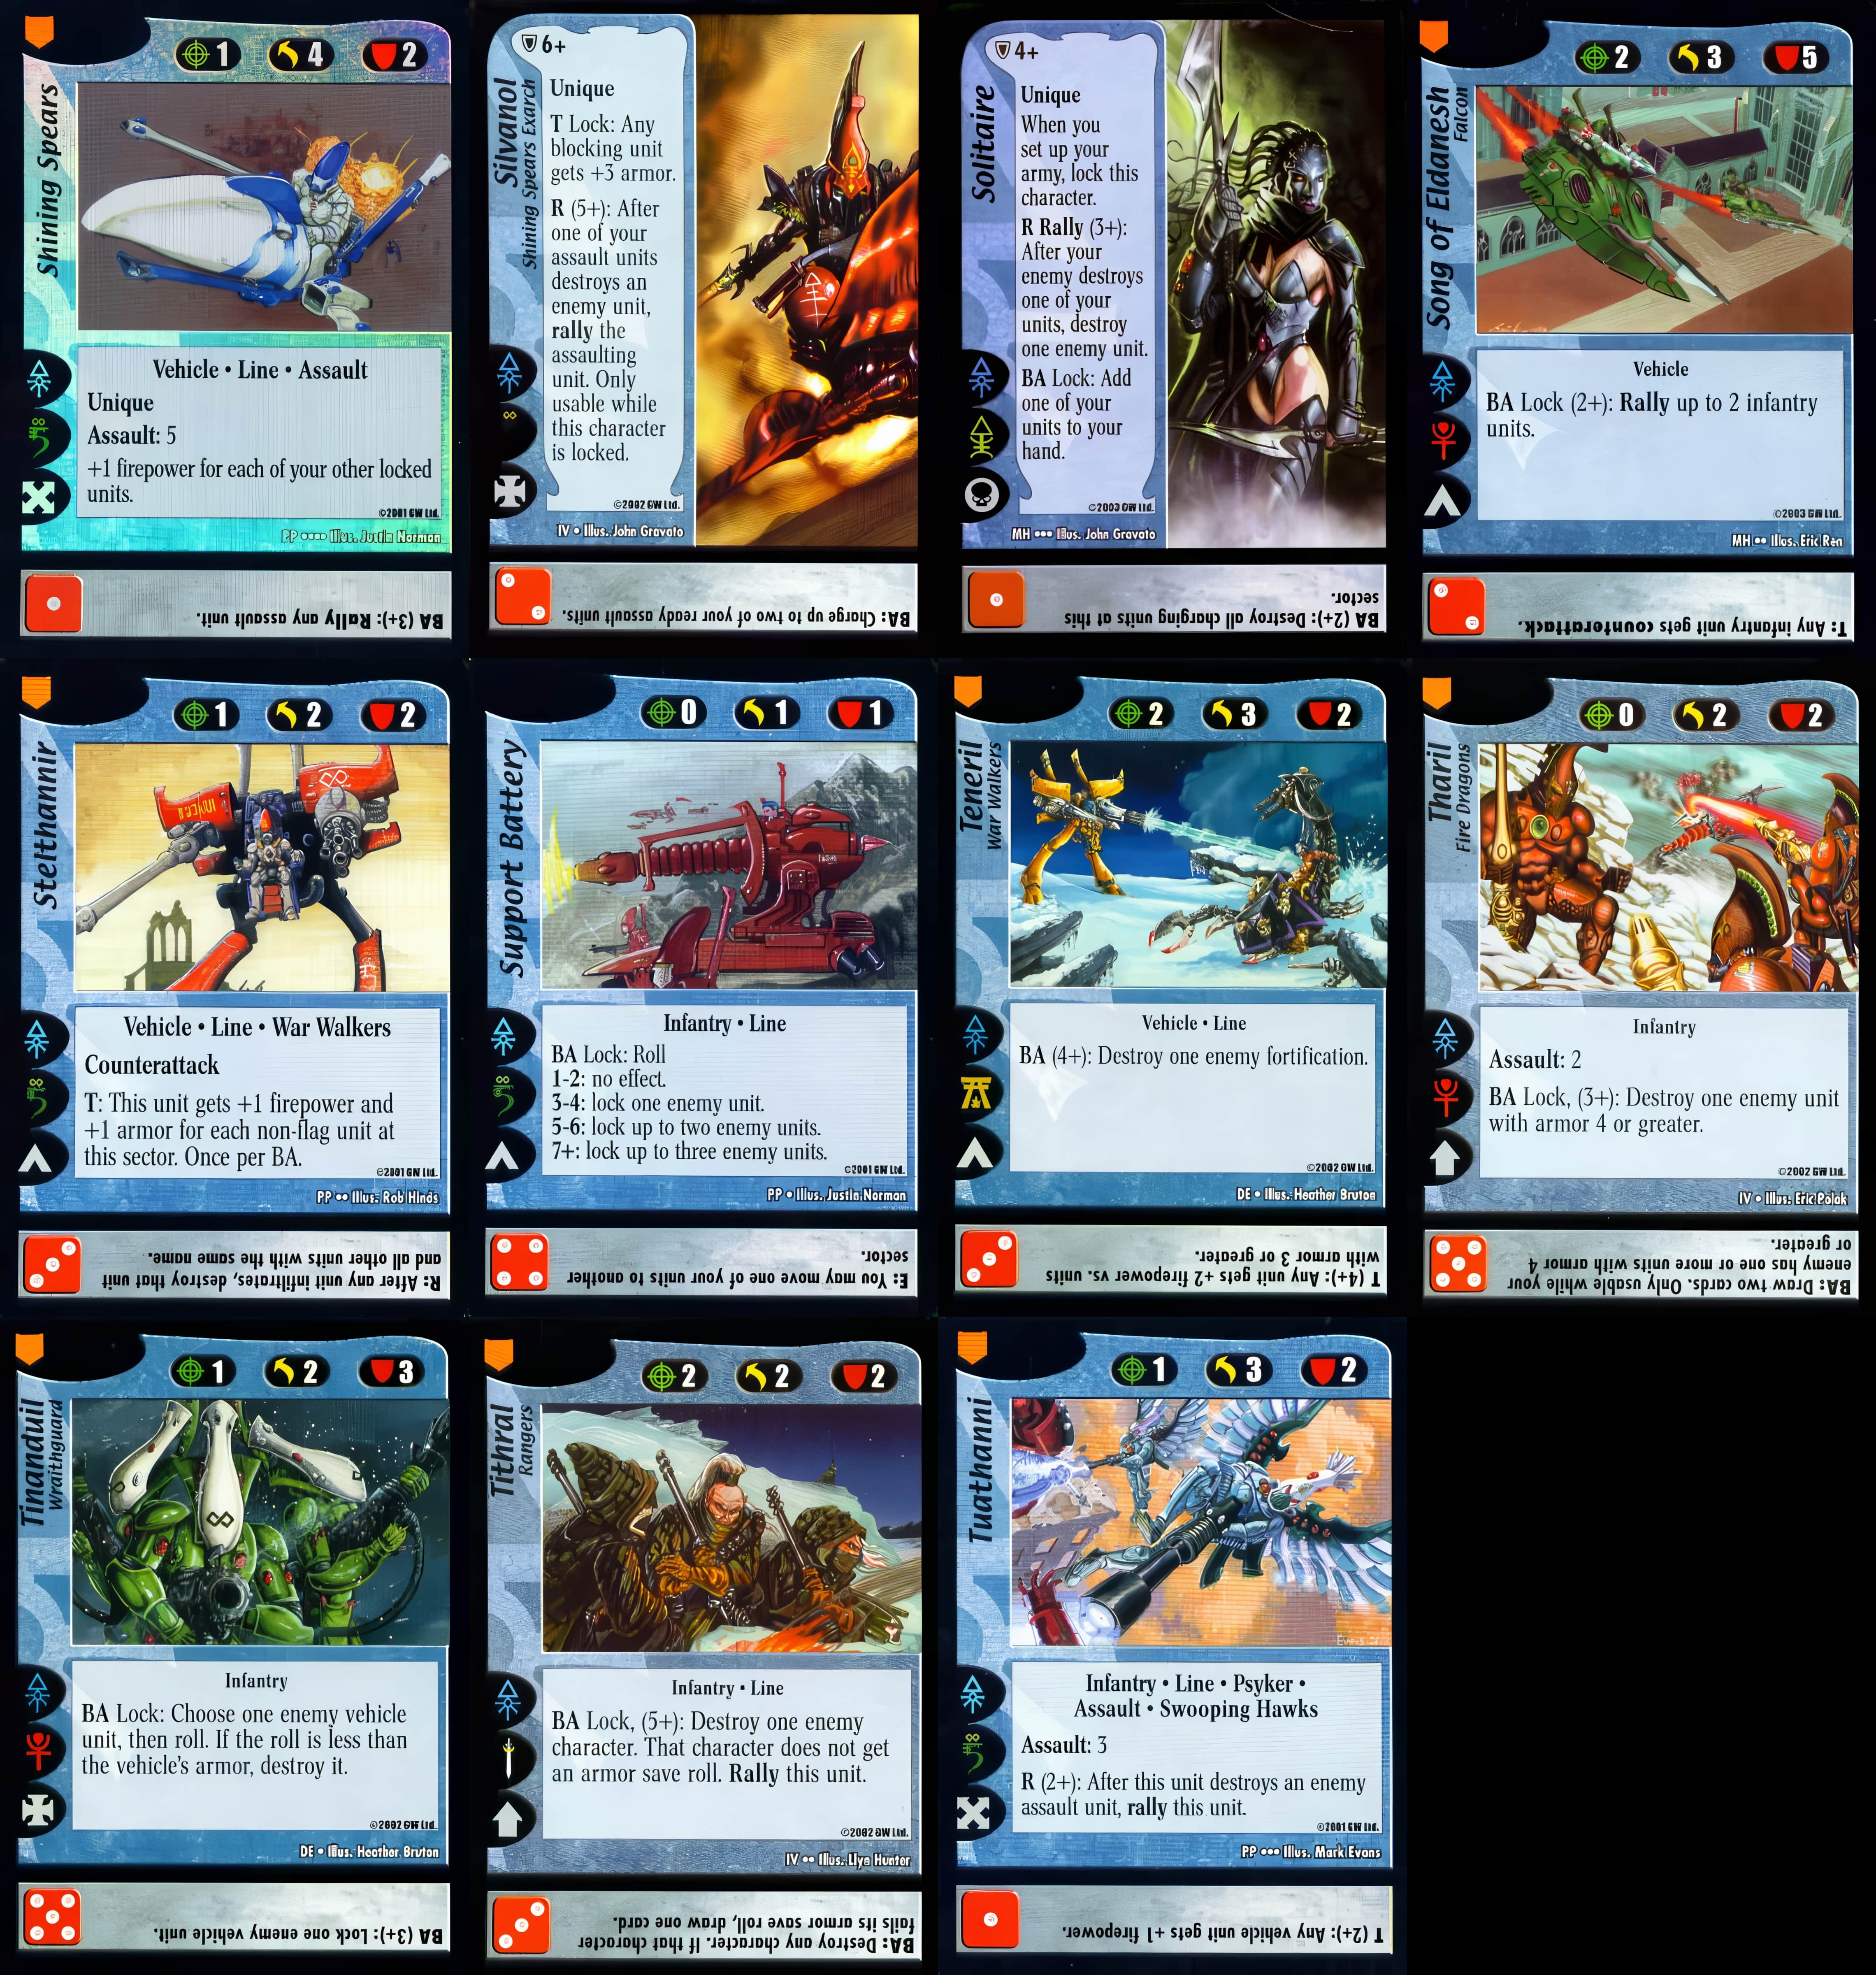 1 4 2
Shining Spears
Vehicle • Line • Assault
Unique
Assault: 5
+1 firepower for each of your other locked
units.
©2001 GW Ltd.
PP •••• Illus. Justin Norman
BA (3+): Rally any assault unit.
6+
Silvanol
Shining Spears Exarch
Unique
T Lock: Any
blocking unit
gets +3 armor.
R (5+): After
one of your
assault units
destroys an
enemy unit,
rally the
assaulting
unit. Only
usable while
this character
is locked.
©2002 GW Ltd.
IV • Illus. John Gravato
BA: Charge up to two of your ready assault units.
4+
Solitaire
Unique
When you
set up your
army, lock this
character.
R Rally (3+):
After your
enemy destroys
one of your
units, destroy
one enemy unit.
BA Lock: Add
one of your
units to your
hand.
©2003 GW Ltd.
MH ••• Illus. John Gravato
BA (2+): Destroy all charging units at this
sector.
2 3 5
Song of Eldanesh
Falcon
Vehicle
BA Lock (2+): Rally up to 2 infantry
units.
©2003 GW Ltd.
MH •• Illus. Eric Ren
T: Any infantry unit gets counterattack.
1 2 2
Stelthannir
Vehicle • Line • War Walkers
Counterattack
T: This unit gets +1 firepower and
+1 armor for each non-flag unit at
this sector. Once per BA.
©2001 GW Ltd.
PP •• Illus. Rob Hinds
R: After any unit infiltrates, destroy that unit
and all other units with the same name.
0 1 1
Support Battery
Infantry • Line
BA Lock: Roll
1-2: no effect.
3-4: lock one enemy unit.
5-6: lock up to two enemy units.
7+: lock up to three enemy units.
©2001 GW Ltd.
PP • Illus. Justin Norman
E: You may move one of your units to another
sector.
2 3 2
Teneril
War Walkers
Vehicle • Line
BA (4+): Destroy one enemy fortification.
©2002 GW Ltd.
DE • Illus. Heather Bruton
T (4+): Any unit gets +2 firepower vs. units
with armor 3 or greater.
0 2 2
Tharil
Fire Dragons
Infantry
Assault: 2
BA Lock, (3+): Destroy one enemy unit
with armor 4 or greater.
©2002 GW Ltd.
IV • Illus. Eric Polak
BA: Draw two cards. Only usable while your
enemy has one or more units with armor 4
or greater.
1 2 3
Tinanduil
Wraithguard
Infantry
BA Lock: Choose one enemy vehicle
unit, then roll. If the roll is less than
the vehicle's armor, destroy it.
©2002 GW Ltd.
DE • Illus. Heather Bruton
BA (3+): Lock one enemy vehicle unit.
2 2 2
Tithral
Rangers
Infantry • Line
BA Lock, (5+): Destroy one enemy
character. That character does not get
an armor save roll. Rally this unit.
©2002 GW Ltd.
IV •• Illus. Llyn Hunter
BA: Destroy any character. If that character
fails its armor save roll, draw one card.
1 3 2
Tuathanni
Infantry • Line • Psyker •
Assault • Swooping Hawks
Assault: 3
R (2+): After this unit destroys an enemy
assault unit, rally this unit.
©2001 GW Ltd.
PP ••• Illus. Mark Evans
T (2+): Any vehicle unit gets +1 firepower.